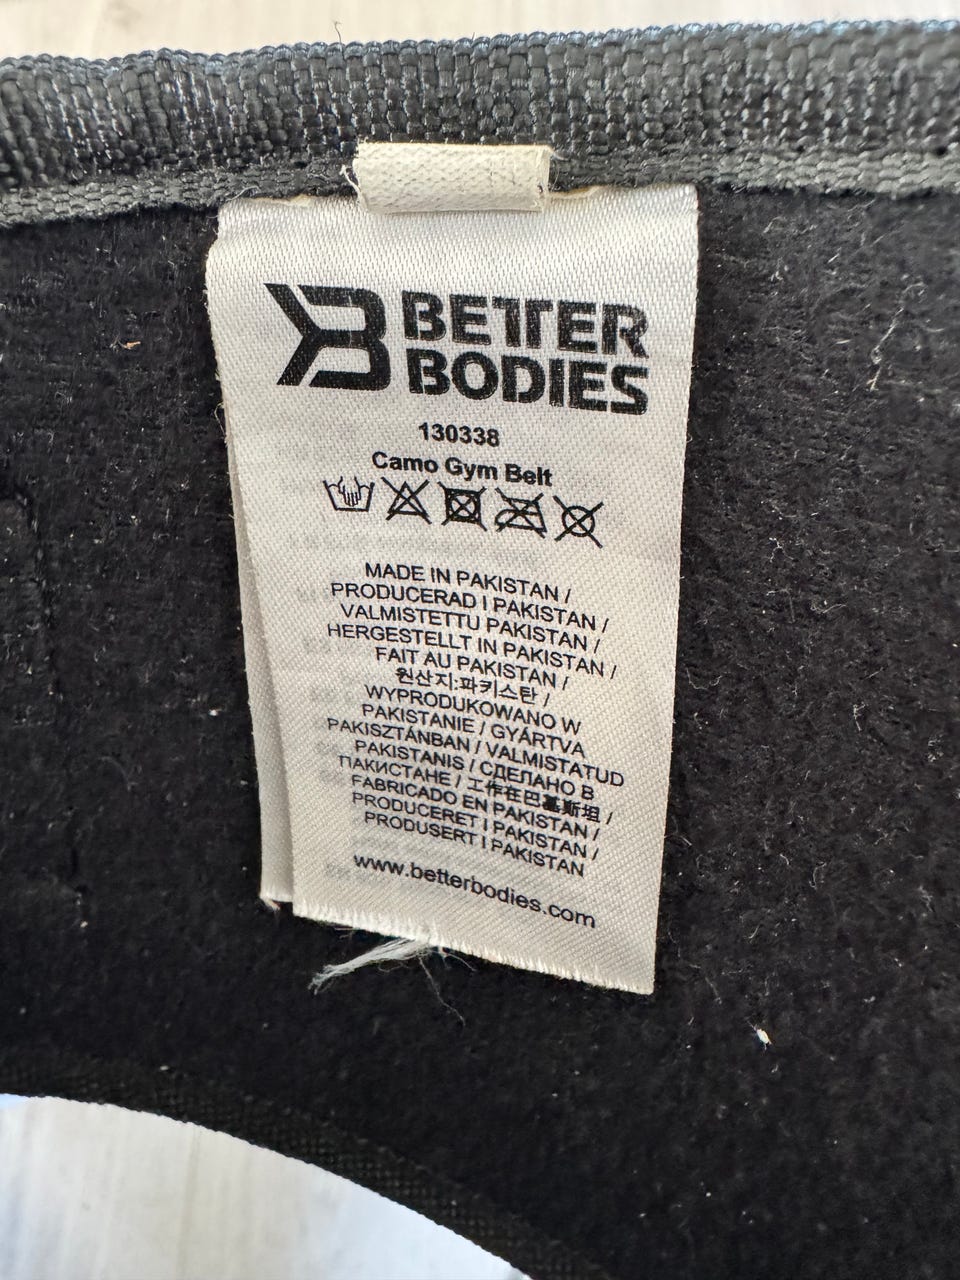 BETTER
BODIES
130338
Camo Gym Belt
MADE IN PAKISTAN /
PRODUCERAD I PAKISTAN /
VALMISTETTU PAKISTAN /
HERGESTELLT IN PAKISTAN /
FAIT AU PAKISTAN /
원산지:파키스탄 /
WYPRODUKOWANO W
PAKISTANIE / GYÁRTVA
PAKISZTÁNBAN / VALMISTATUD
PAKISTANIS / СДЕЛАНО В
ПАКИСТАНЕ / 工作在巴基斯坦 /
FABRICADO EN PAKISTAN /
PRODUCERET I PAKISTAN /
PRODUSERT I PAKISTAN
www.betterbodies.com